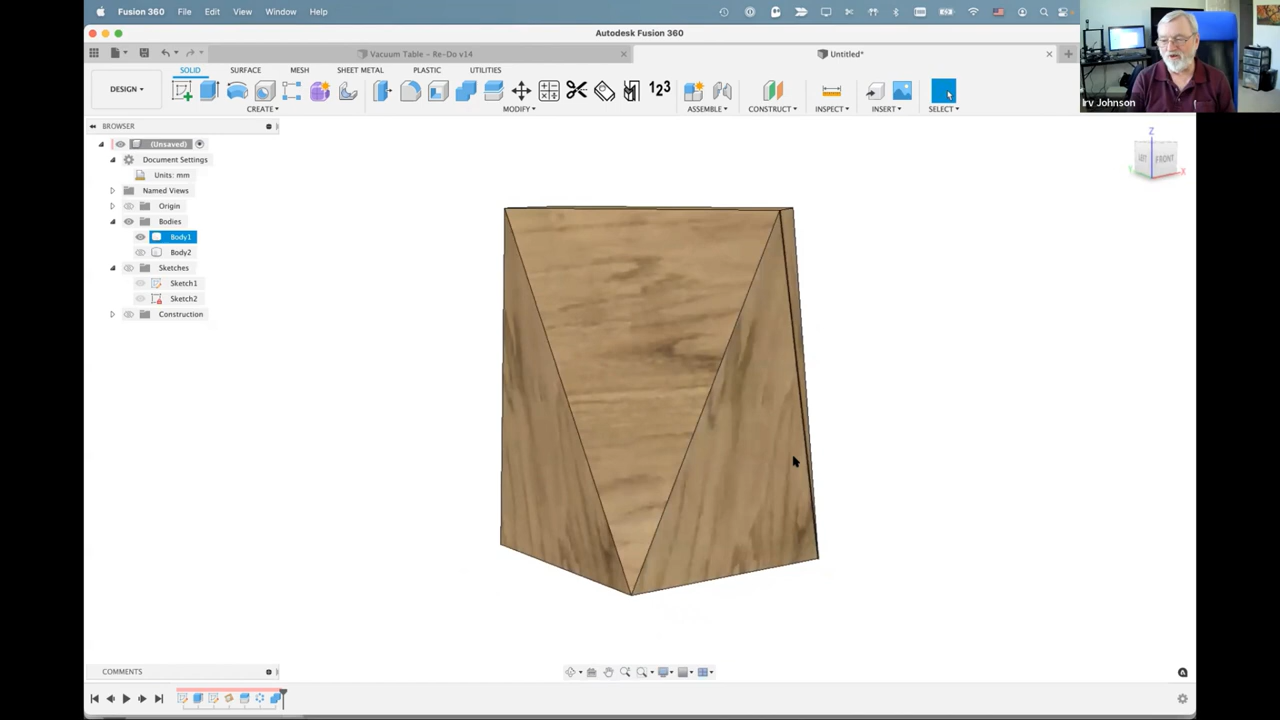 Fusion 360 File Edit View Window Help
Autodesk Fusion 360
Vacuum Table – Re-Do v14
Untitled*
SOLID SURFACE MESH SHEET METAL PLASTIC UTILITIES
DESIGN
123
CREATE MODIFY ASSEMBLE CONSTRUCT INSPECT INSERT SELECT
Irv Johnson
BROWSER
(Unsaved)
Document Settings
Units: mm
Named Views
Origin
Bodies
Body1
Body2
Sketches
Sketch1
Sketch2
Construction
Z
LEFT FRONT
Y X
COMMENTS